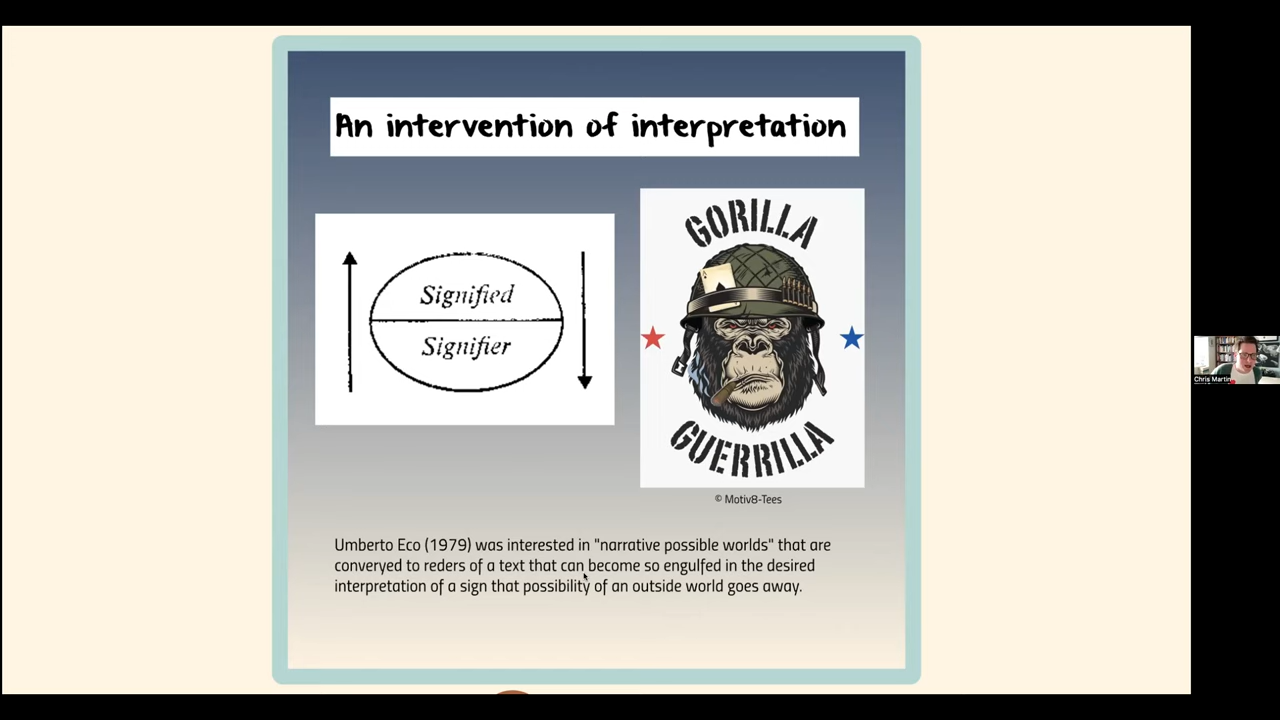 An intervention of interpretation
Signified
Signifier
GORILLA
GUERRILLA
© Motiv8-Tees
Umberto Eco (1979) was interested in "narrative possible worlds" that are
converyed to reders of a text that can become so engulfed in the desired
interpretation of a sign that possibility of an outside world goes away.
Chris Martin